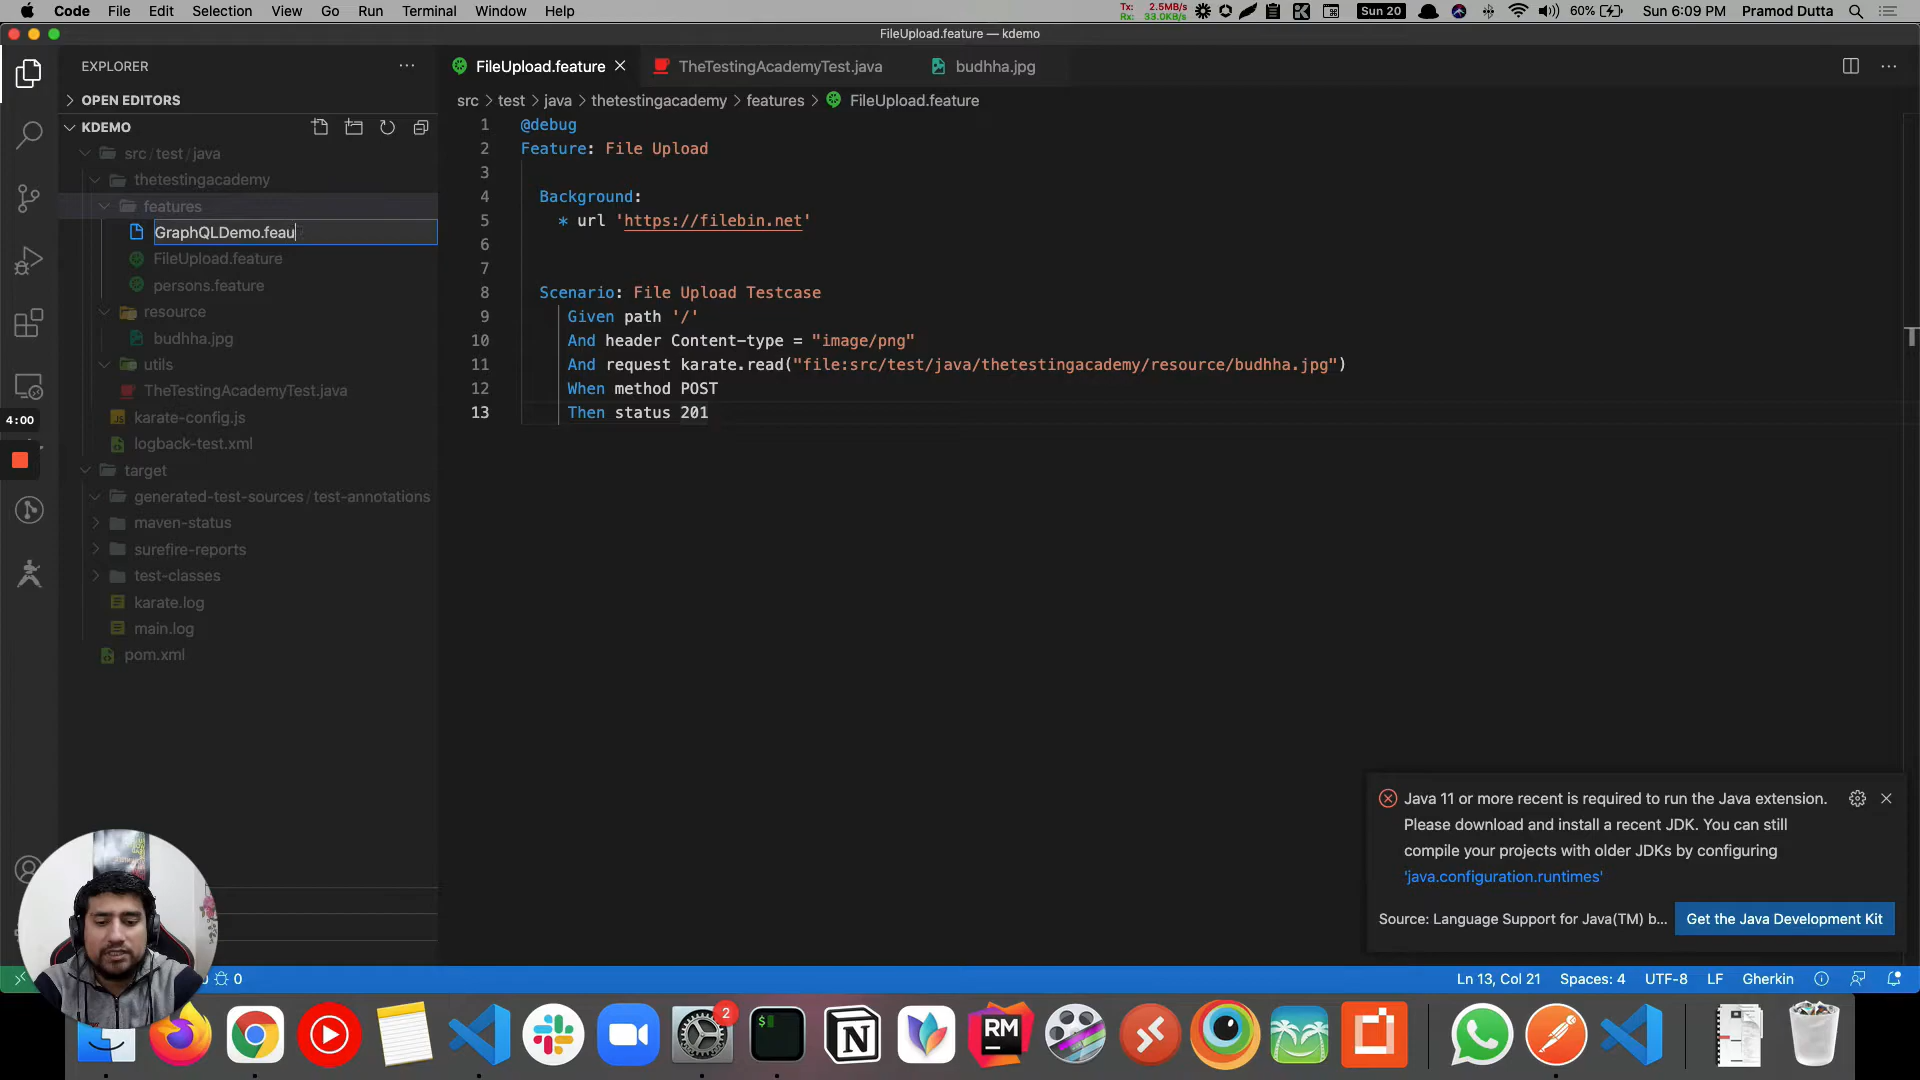 Code File Edit Selection View Go Run Terminal Window Help Tx: 2.5MB/s Rx: 33.0KB/s Sun 20 60% Sun 6:09 PM Pramod Dutta
FileUpload.feature — kdemo
EXPLORER
OPEN EDITORS
KDEMO
src / test / java
thetestingacademy
features
GraphQLDemo.feau
FileUpload.feature
persons.feature
resource
budhha.jpg
utils
TheTestingAcademyTest.java
karate-config.js
logback-test.xml
target
generated-test-sources / test-annotations
maven-status
surefire-reports
test-classes
karate.log
main.log
pom.xml
4:00
FileUpload.feature TheTestingAcademyTest.java budhha.jpg
src > test > java > thetestingacademy > features > FileUpload.feature
1 @debug
2 Feature: File Upload
3
4 Background:
5 * url 'https://filebin.net'
6
7
8 Scenario: File Upload Testcase
9 Given path '/'
10 And header Content-type = "image/png"
11 And request karate.read("file:src/test/java/thetestingacademy/resource/budhha.jpg")
12 When method POST
13 Then status 201
Java 11 or more recent is required to run the Java extension.
Please download and install a recent JDK. You can still
compile your projects with older JDKs by configuring
'java.configuration.runtimes'
Source: Language Support for Java(TM) b...
Get the Java Development Kit
0
Ln 13, Col 21 Spaces: 4 UTF-8 LF Gherkin
2
$
N
RM